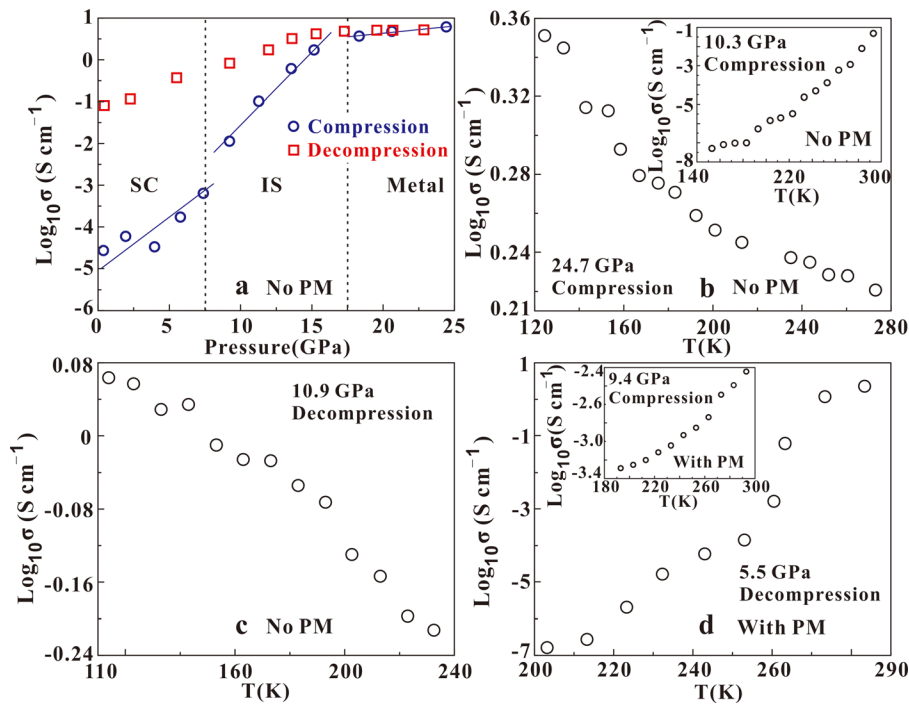 Log₁₀σ (S cm⁻¹)
1
0
-1
-2
-3
-4
-5
-6
Compression
Decompression
SC
IS
Metal
a No PM
0 5 10 15 20 25
Pressure(GPa)
Log₁₀σ (S cm⁻¹)
0.36
0.32
0.28
0.24
0.21
24.7 GPa
Compression
b No PM
120 160 200 240 280
T(K)
Log₁₀σ(S cm⁻¹)
-1
-3
-5
-7
-8
10.3 GPa
Compression
No PM
140 220 300
T(K)
Log₁₀σ (S cm⁻¹)
0.08
0
-0.08
-0.16
-0.24
10.9 GPa
Decompression
c No PM
110 160 200 240
T(K)
Log₁₀σ (S cm⁻¹)
1
-1
-3
-5
-7
5.5 GPa
Decompression
d With PM
200 220 240 260 290
T(K)
Log₁₀σ(S cm⁻¹)
-2.4
-2.6
-3.0
-3.4
9.4 GPa
Compression
With PM
180 220 260 300
T(K)